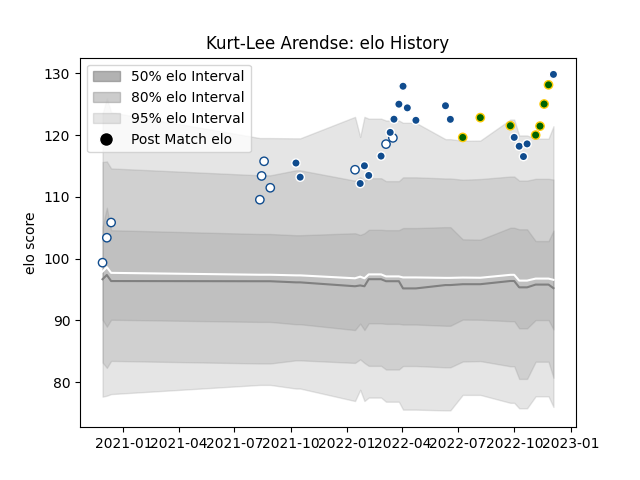 Kurt-Lee Arendse: elo History
50% elo Interval
80% elo Interval
95% elo Interval
Post Match elo
elo score
130
120
110
100
90
80
2021-01
2021-04
2021-07
2021-10
2022-01
2022-04
2022-07
2022-10
2023-01